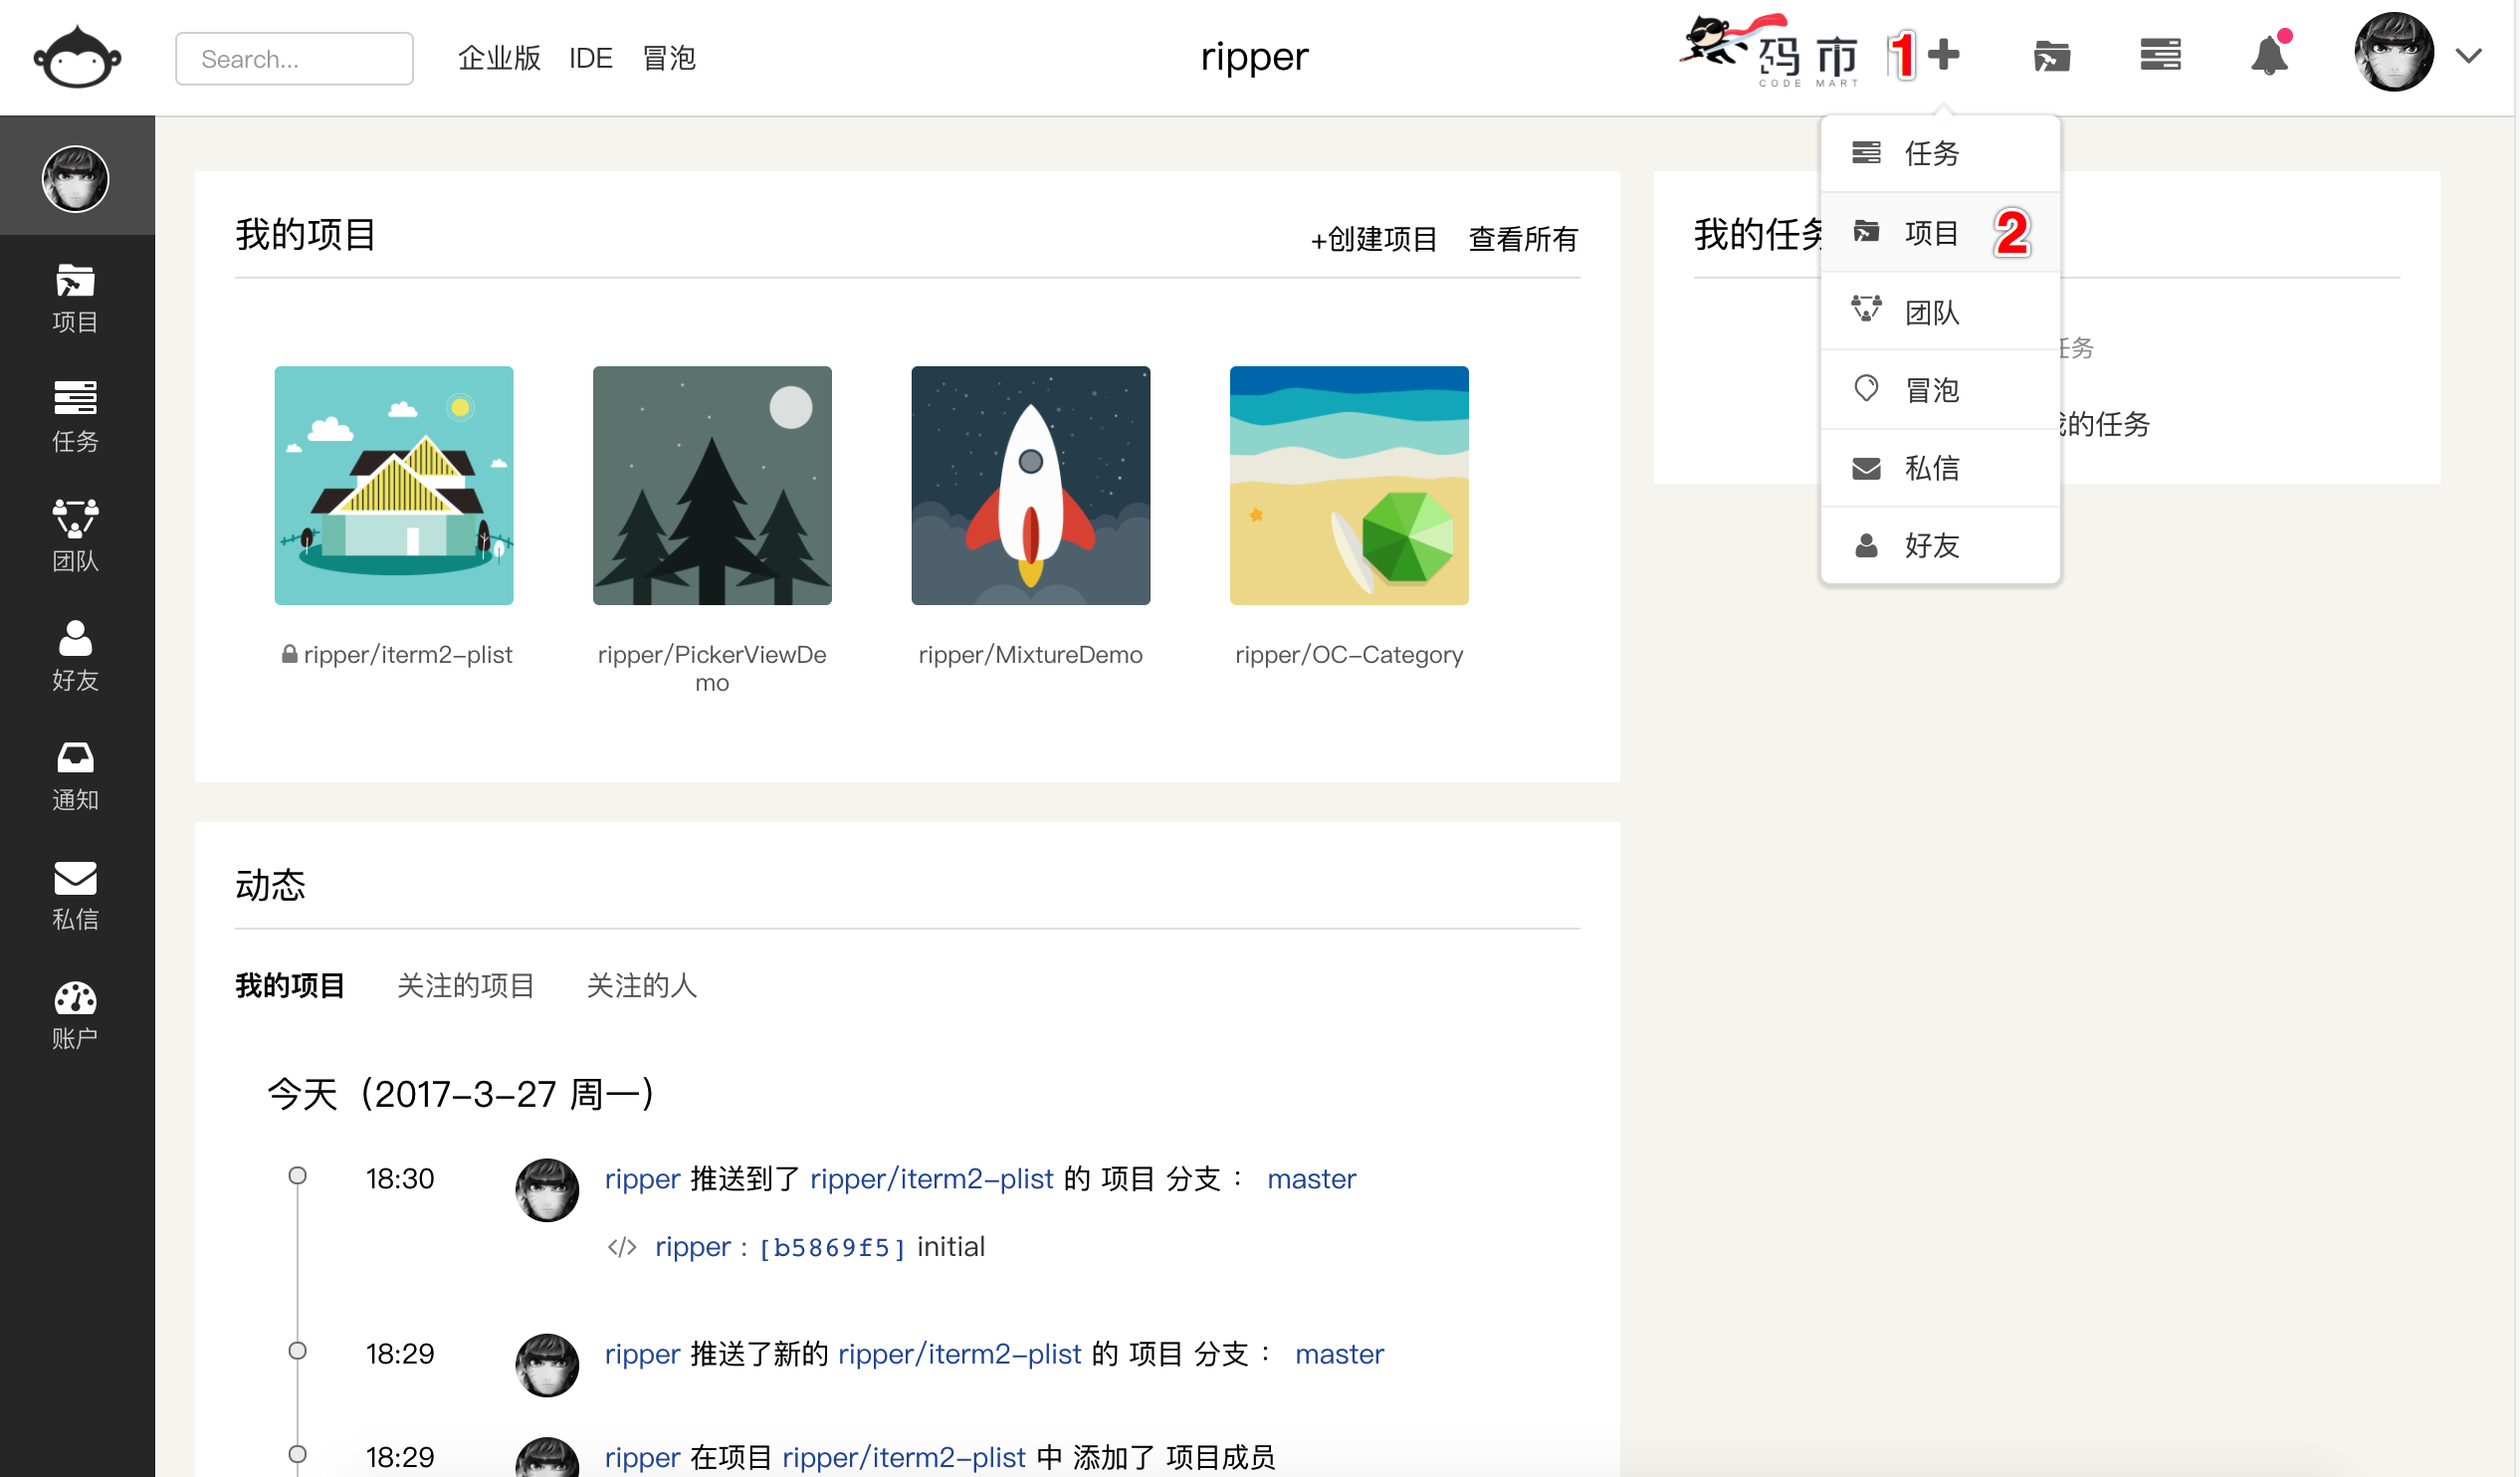 Search...
企业版 IDE 冒泡
ripper
码市
CODE MART
1
任务
项目 2
团队
冒泡
私信
好友
项目
任务
团队
好友
通知
私信
账户
我的项目
+创建项目 查看所有
ripper/iterm2-plist
ripper/PickerViewDe
mo
ripper/MixtureDemo
ripper/OC-Category
我的任务
任务
我的任务
动态
我的项目 关注的项目 关注的人
今天（2017-3-27 周一）
18:30 ripper 推送到了 ripper/iterm2-plist 的 项目 分支： master
</> ripper : [b5869f5] initial
18:29 ripper 推送了新的 ripper/iterm2-plist 的 项目 分支： master
18:29 ripper 在项目 ripper/iterm2-plist 中 添加了 项目成员